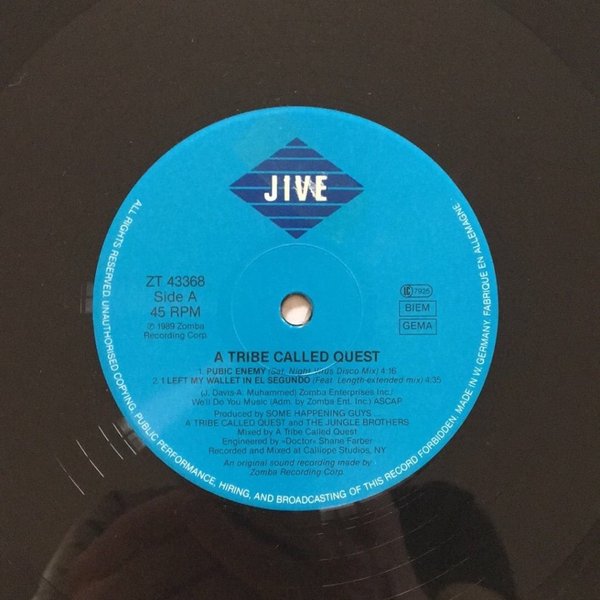 JIVE
ZT 43368
Side A
45 RPM
℗ 1989 Zomba
Recording Corp.
LC 7925
BIEM
GEMA
A TRIBE CALLED QUEST
1. PUBIC ENEMY (Sat. Night Virus Disco Mix) 4:16
2. I LEFT MY WALLET IN EL SEGUNDO (Feat. Length-extended mix) 4:35
(J. Davis-A. Muhammed) Zomba Enterprises Inc./
We'll Do You Music (Adm. by Zomba Ent. Inc.) ASCAP
Produced by SOME HAPPENING GUYS
A TRIBE CALLED QUEST and THE JUNGLE BROTHERS
Mixed by A Tribe Called Quest
Engineered by »Doctor« Shane Farber
Recorded and Mixed at Calliope Studios, NY
An original sound recording made by
Zomba Recording Corp.
ALL RIGHTS RESERVED. UNAUTHORISED COPYING, PUBLIC PERFORMANCE, HIRING, AND BROADCASTING OF THIS RECORD FORBIDDEN. MADE IN W. GERMANY. FABRIQUE EN ALLEMAGNE.